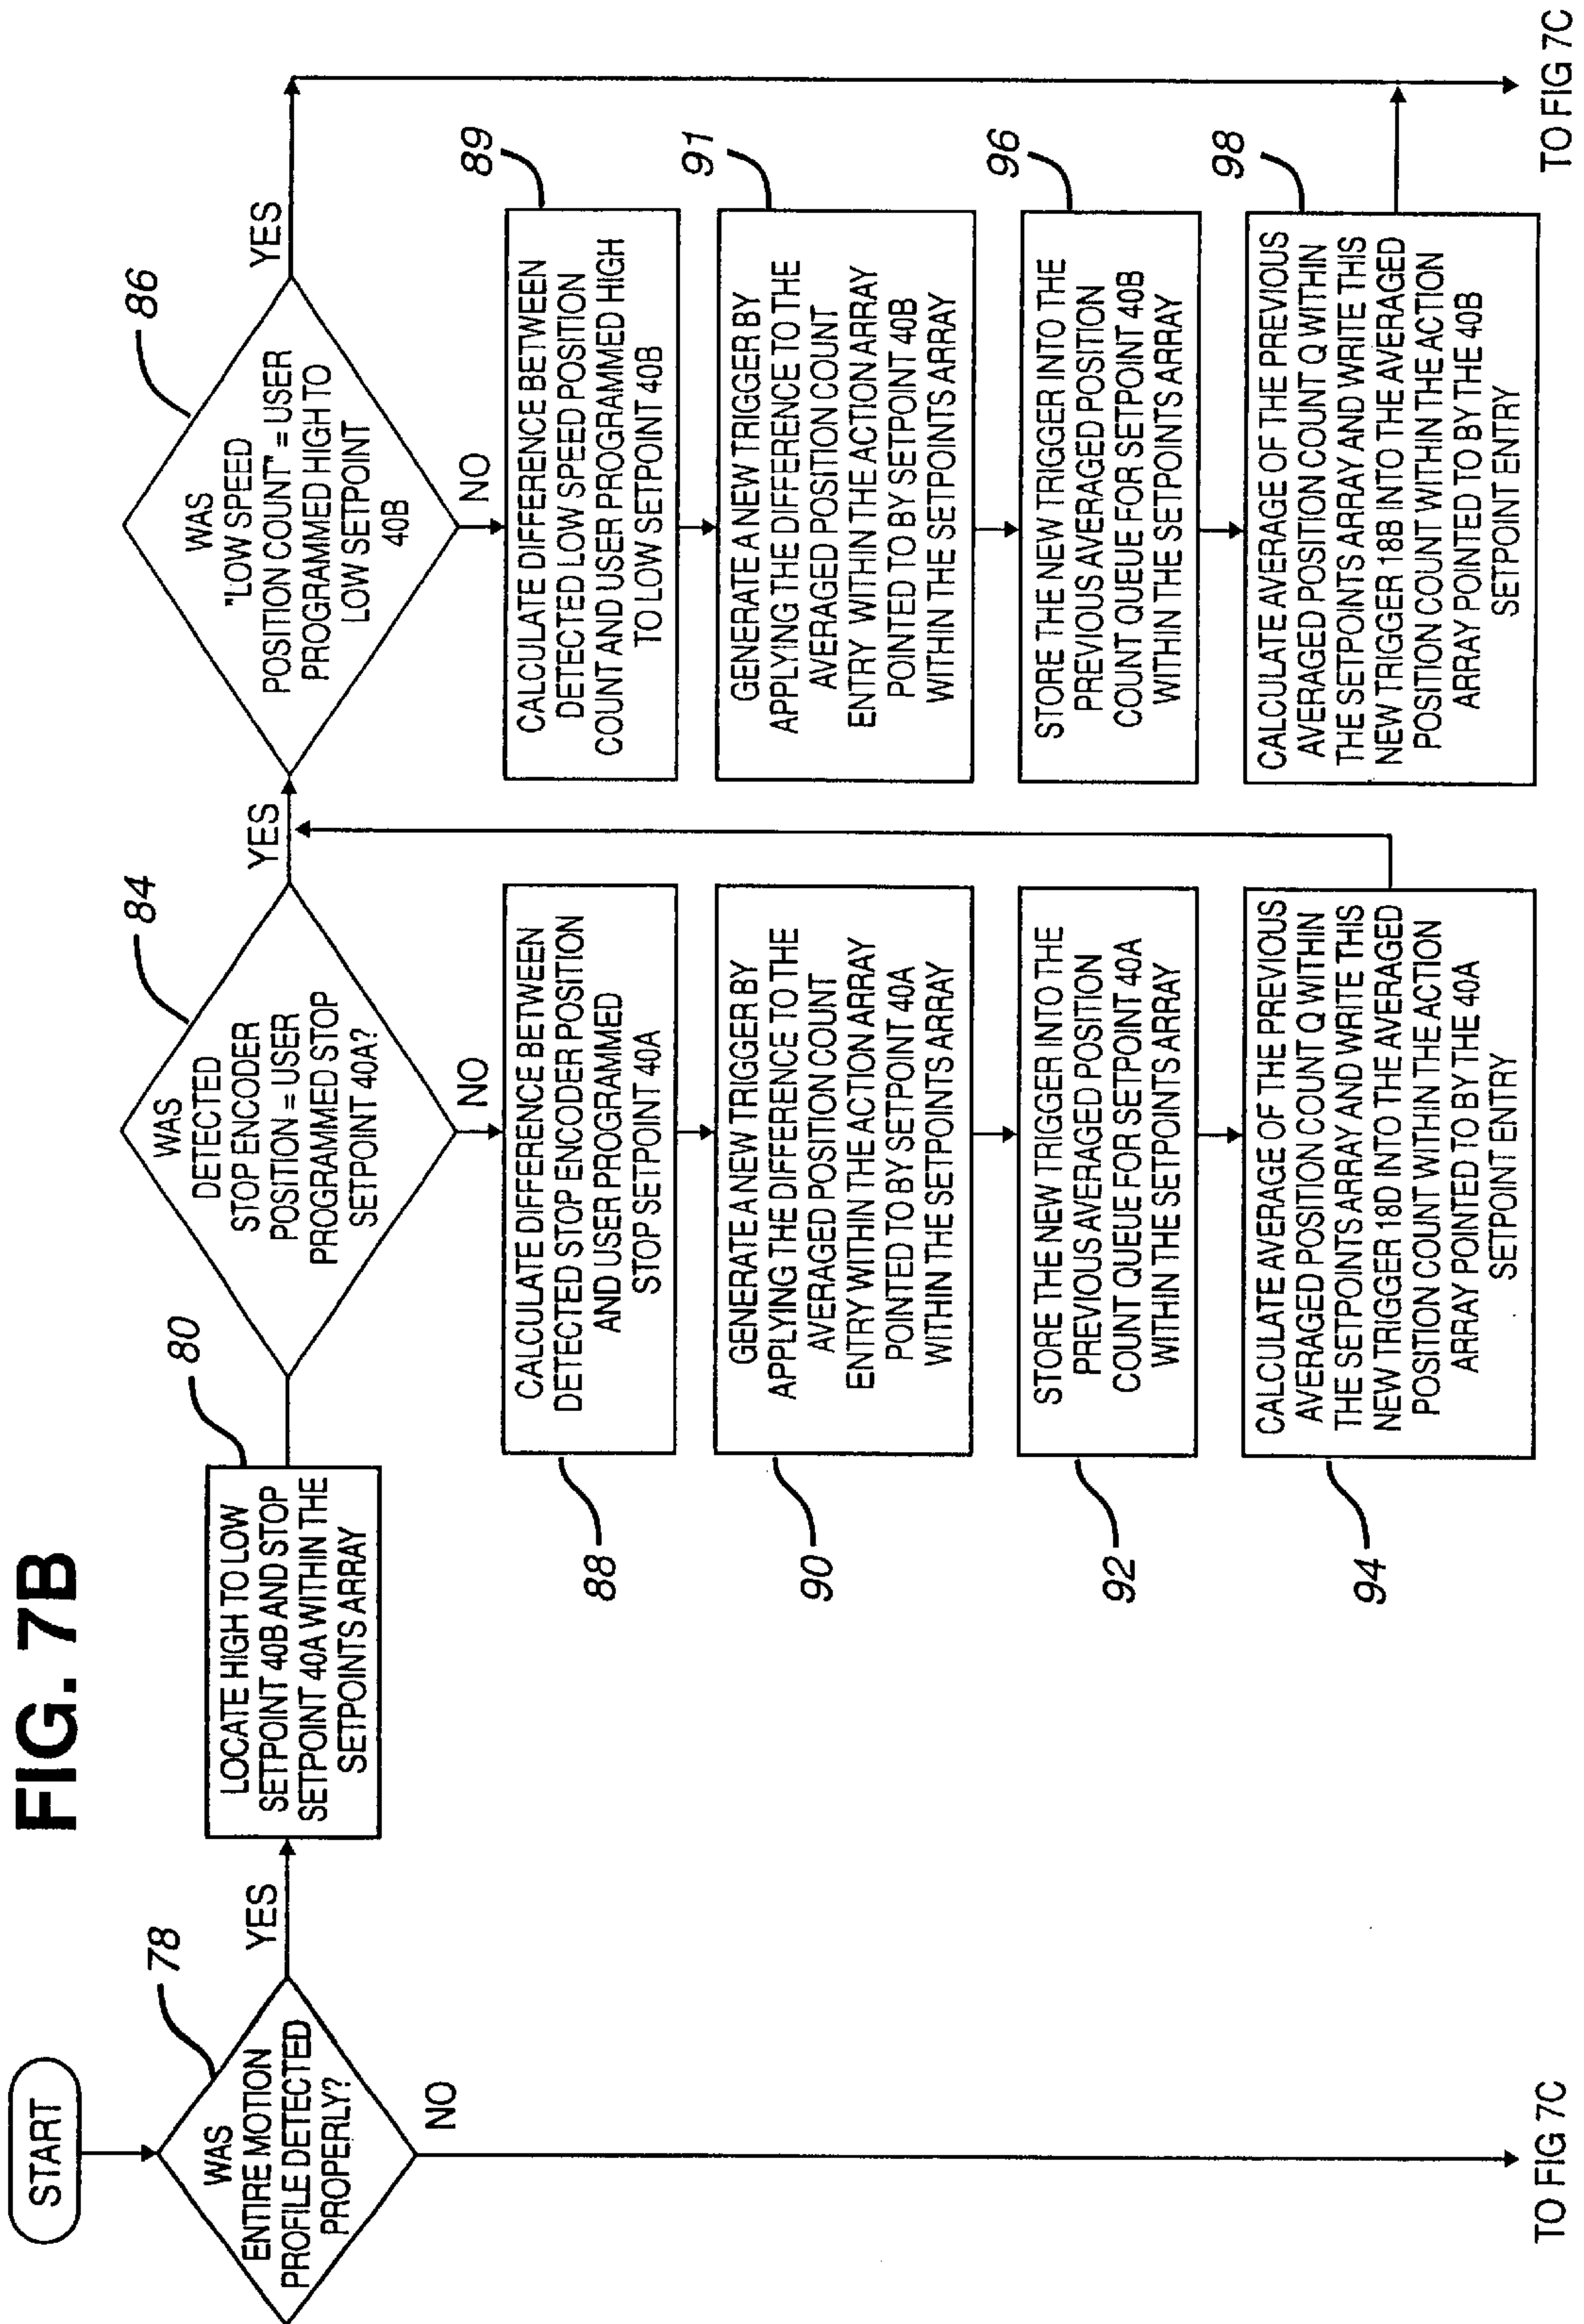 FIG. 7B
START
WAS
ENTIRE MOTION
PROFILE DETECTED
PROPERLY?
78
YES
NO
TO FIG 7C
LOCATE HIGH TO LOW
SETPOINT 40B AND STOP
SETPOINT 40A WITHIN THE
SETPOINTS ARRAY
80
WAS
DETECTED
STOP ENCODER
POSITION = USER
PROGRAMMED STOP
SETPOINT 40A?
84
YES
NO
CALCULATE DIFFERENCE BETWEEN
DETECTED STOP ENCODER POSITION
AND USER PROGRAMMED
STOP SETPOINT 40A
88
GENERATE A NEW TRIGGER BY
APPLYING THE DIFFERENCE TO THE
AVERAGED POSITION COUNT
ENTRY WITHIN THE ACTION ARRAY
POINTED TO BY SETPOINT 40A
WITHIN THE SETPOINTS ARRAY
90
STORE THE NEW TRIGGER INTO THE
PREVIOUS AVERAGED POSITION
COUNT QUEUE FOR SETPOINT 40A
WITHIN THE SETPOINTS ARRAY
92
CALCULATE AVERAGE OF THE PREVIOUS
AVERAGED POSITION COUNT Q WITHIN
THE SETPOINTS ARRAY AND WRITE THIS
NEW TRIGGER 18D INTO THE AVERAGED
POSITION COUNT WITHIN THE ACTION
ARRAY POINTED TO BY THE 40A
SETPOINT ENTRY
94
WAS
"LOW SPEED
POSITION COUNT" = USER
PROGRAMMED HIGH TO
LOW SETPOINT
40B
86
YES
NO
CALCULATE DIFFERENCE BETWEEN
DETECTED LOW SPEED POSITION
COUNT AND USER PROGRAMMED HIGH
TO LOW SETPOINT 40B
89
GENERATE A NEW TRIGGER BY
APPLYING THE DIFFERENCE TO THE
AVERAGED POSITION COUNT
ENTRY WITHIN THE ACTION ARRAY
POINTED TO BY SETPOINT 40B
WITHIN THE SETPOINTS ARRAY
91
STORE THE NEW TRIGGER INTO THE
PREVIOUS AVERAGED POSITION
COUNT QUEUE FOR SETPOINT 40B
WITHIN THE SETPOINTS ARRAY
96
CALCULATE AVERAGE OF THE PREVIOUS
AVERAGED POSITION COUNT Q WITHIN
THE SETPOINTS ARRAY AND WRITE THIS
NEW TRIGGER 18B INTO THE AVERAGED
POSITION COUNT WITHIN THE ACTION
ARRAY POINTED TO BY THE 40B
SETPOINT ENTRY
98
TO FIG 7C